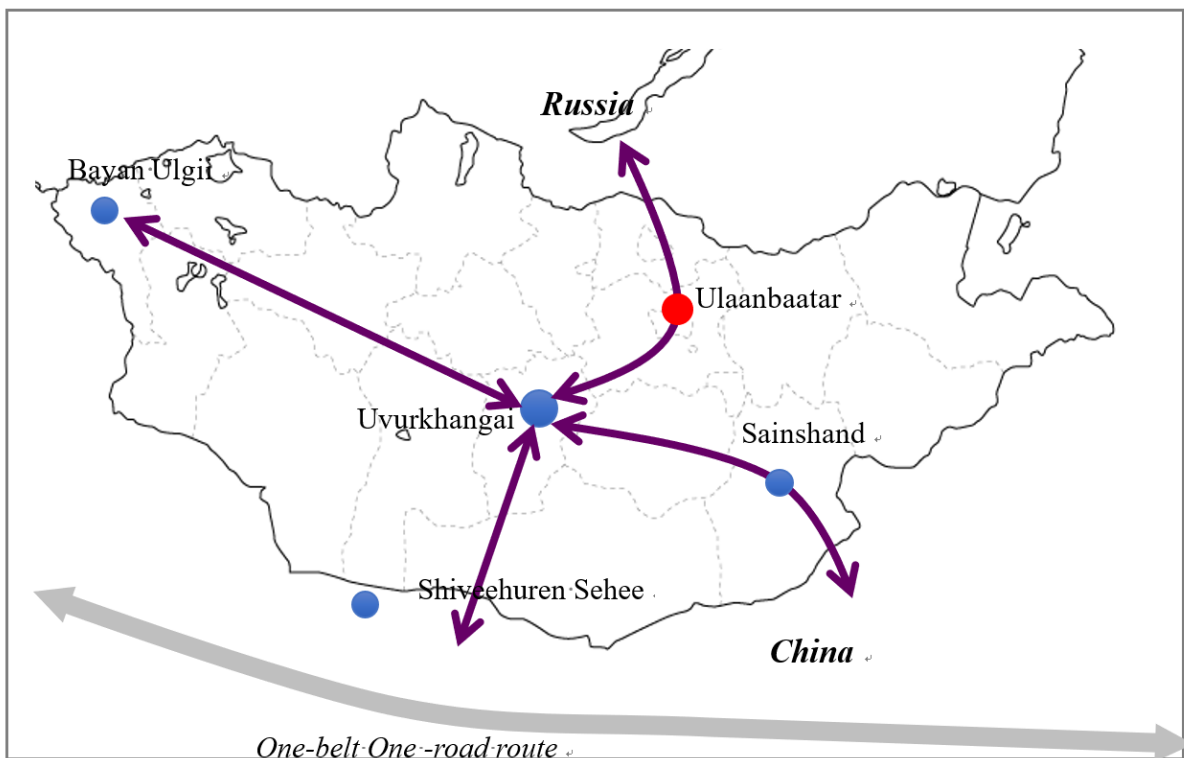 Russia
Bayan Ulgii
Ulaanbaatar
Uvurkhangai
Sainshand
Shiveehuren Sehee
China
One-belt One -road route